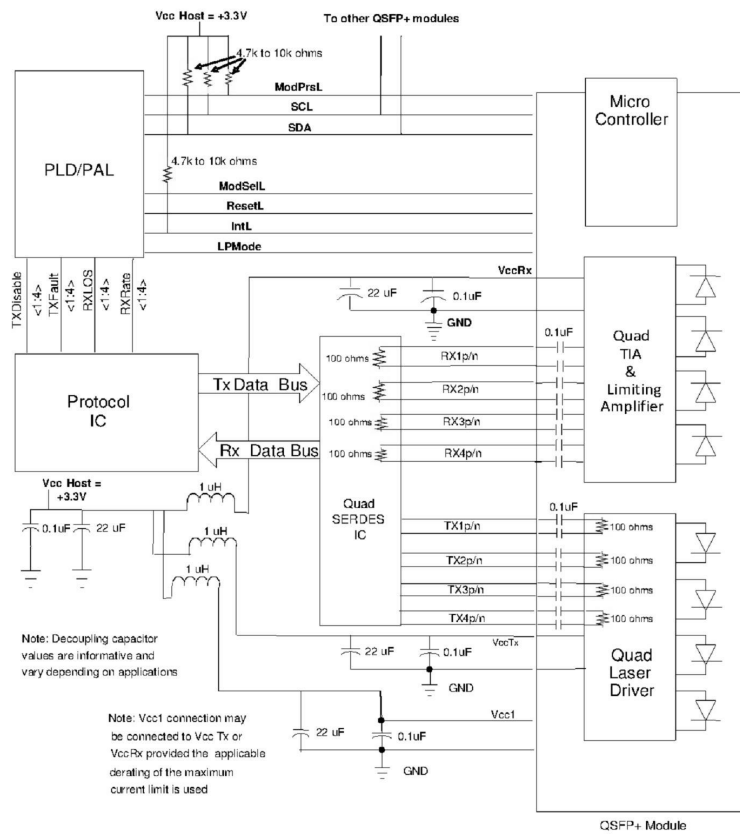 Vcc Host = +3.3V
To other QSFP+ modules
4.7k to 10k ohms
ModPrsL
SCL
SDA
Micro
Controller
PLD/PAL
4.7k to 10k ohms
ModSelL
ResetL
IntL
LPMode
TXDisable
<1:4>
TXFault
<1:4>
RXLOS
<1:4>
RXRate
<1:4>
VccRx
22 uF
0.1uF
GND
0.1uF
Quad
TIA
&
Limiting
Amplifier
100 ohms
RX1p/n
100 ohms
RX2p/n
100 ohms
RX3p/n
100 ohms
RX4p/n
Protocol
IC
Tx Data Bus
Rx Data Bus
Vcc Host =
+3.3V
1 uH
0.1uF
22 uF
1 uH
1 uH
Quad
SERDES
IC
0.1uF
TX1p/n
100 ohms
TX2p/n
100 ohms
TX3p/n
100 ohms
TX4p/n
100 ohms
Note: Decoupling capacitor
values are informative and
vary depending on applications
22 uF
0.1uF
VccTx
GND
Quad
Laser
Driver
Note: Vcc1 connection may
be connected to Vcc Tx or
VccRx provided the applicable
derating of the maximum
current limit is used
22 uF
0.1uF
Vcc1
GND
QSFP+ Module